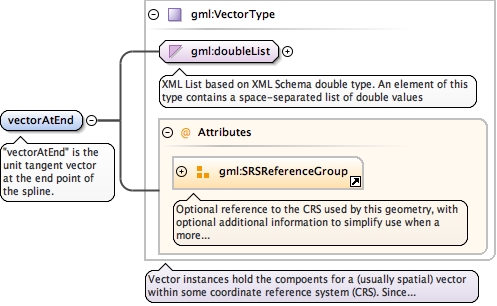 gml:VectorType
gml:doubleList
XML List based on XML Schema double type. An element of this
type contains a space-separated list of double values
vectorAtEnd
"vectorAtEnd" is the
unit tangent vector
at the end point of
the spline.
@ Attributes
gml:SRSReferenceGroup
Optional reference to the CRS used by this geometry, with
optional additional information to simplify use when a
more...
Vector instances hold the compoents for a (usually spatial) vector
within some coordinate reference system (CRS). Since...